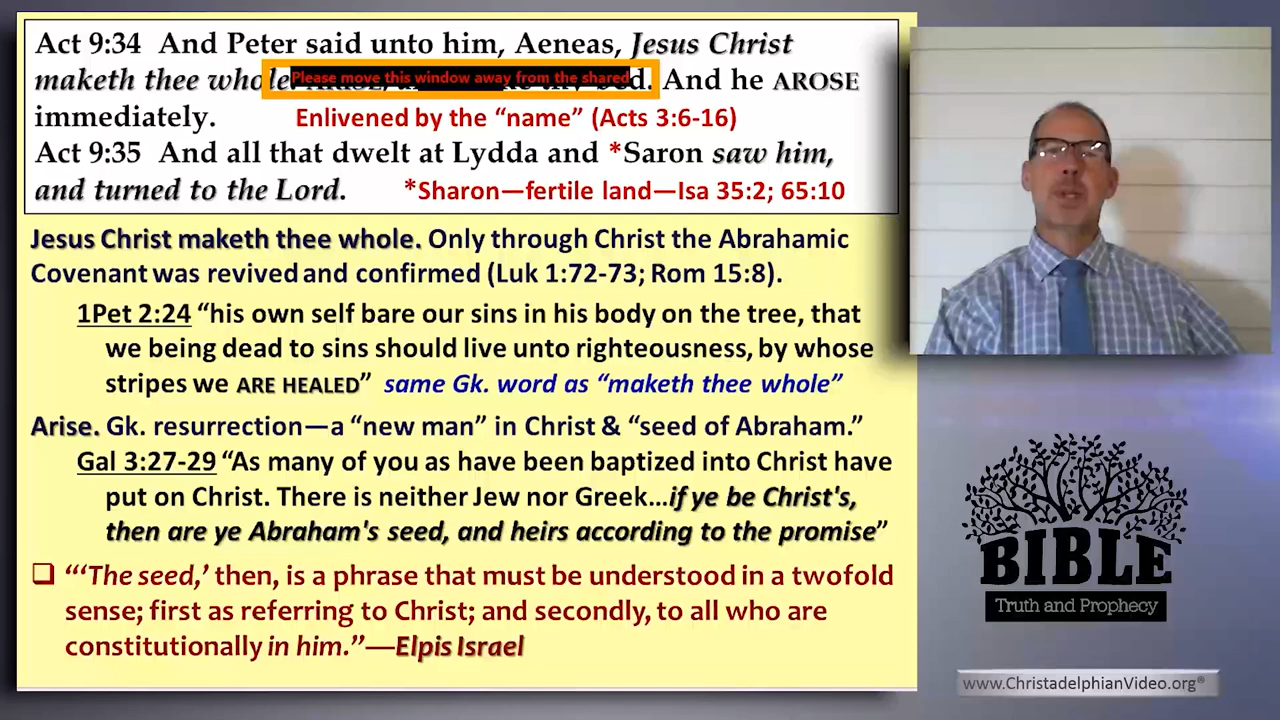 Act 9:34 And Peter said unto him, Aeneas, Jesus Christ
maketh thee whole. Please move this window away from the shared bed. And he AROSE
immediately. Enlivened by the “name” (Acts 3:6-16)
Act 9:35 And all that dwelt at Lydda and *Saron saw him,
and turned to the Lord. *Sharon—fertile land—Isa 35:2; 65:10
Jesus Christ maketh thee whole. Only through Christ the Abrahamic
Covenant was revived and confirmed (Luk 1:72-73; Rom 15:8).
1Pet 2:24 “his own self bare our sins in his body on the tree, that
we being dead to sins should live unto righteousness, by whose
stripes we ARE HEALED” same Gk. word as “maketh thee whole”
Arise. Gk. resurrection—a “new man” in Christ & “seed of Abraham.”
Gal 3:27-29 “As many of you as have been baptized into Christ have
put on Christ. There is neither Jew nor Greek…if ye be Christ's,
then are ye Abraham's seed, and heirs according to the promise”
❑ “‘The seed,’ then, is a phrase that must be understood in a twofold
sense; first as referring to Christ; and secondly, to all who are
constitutionally in him.”—Elpis Israel
BIBLE
Truth and Prophecy
www.ChristadelphianVideo.org®